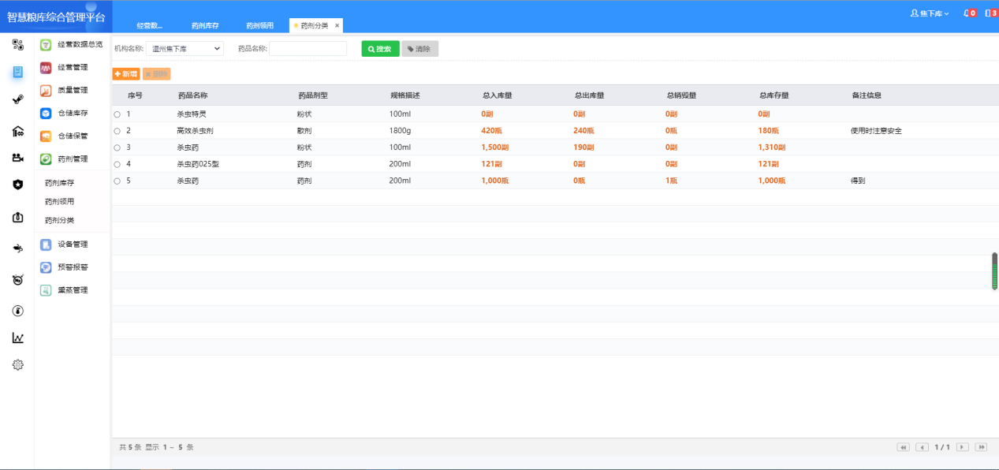 智慧粮库综合管理平台
经营数... 药剂库存 药剂领用 药剂分类 ×
焦下库 0 3
经营数据总览
经营管理
质量管理
仓储库存
仓储保管
药剂管理
药剂库存
药剂领用
药剂分类
设备管理
预警报警
薰蒸管理
机构名称: 温州焦下库 药品名称: 搜索 清除
新增 删除
序号 药品名称 药品剂型 规格描述 总入库量 总出库量 总销毁量 总库存量 备注信息
1 杀虫特灵 粉状 100ml 0副 0副 0副 0副
2 高效杀虫剂 散剂 1800g 420瓶 240瓶 0瓶 180瓶 使用时注意安全
3 杀虫药 粉状 100ml 1,500副 190副 0副 1,310副
4 杀虫药025型 药剂 200ml 121副 0副 0副 121副
5 杀虫药 药剂 200ml 1,000瓶 0瓶 1瓶 1,000瓶 得到
共 5 条 显示 1 ~ 5 条 1 / 1